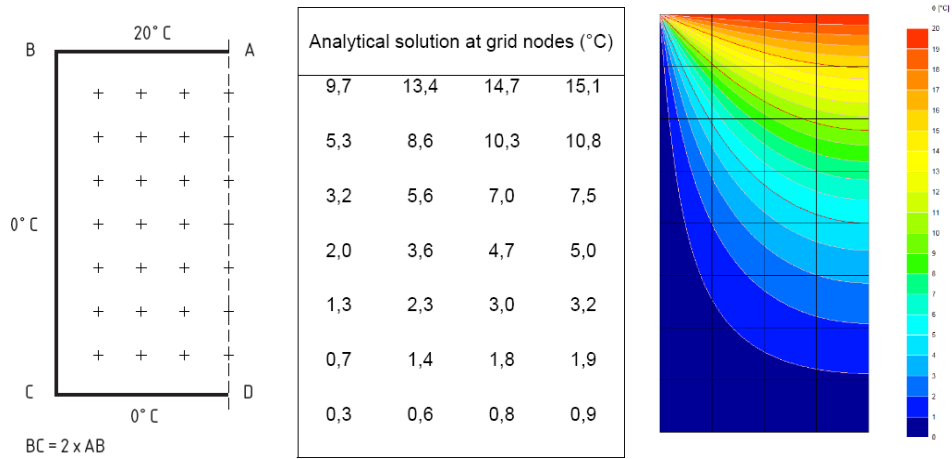 20° C
B
A
0° C
C
D
0° C
BC = 2 x AB
Analytical solution at grid nodes (°C)
9,7 13,4 14,7 15,1
5,3 8,6 10,3 10,8
3,2 5,6 7,0 7,5
2,0 3,6 4,7 5,0
1,3 2,3 3,0 3,2
0,7 1,4 1,8 1,9
0,3 0,6 0,8 0,9
θ [°C]
20
19
18
17
16
15
14
13
12
11
10
9
8
7
6
5
4
3
2
1
0